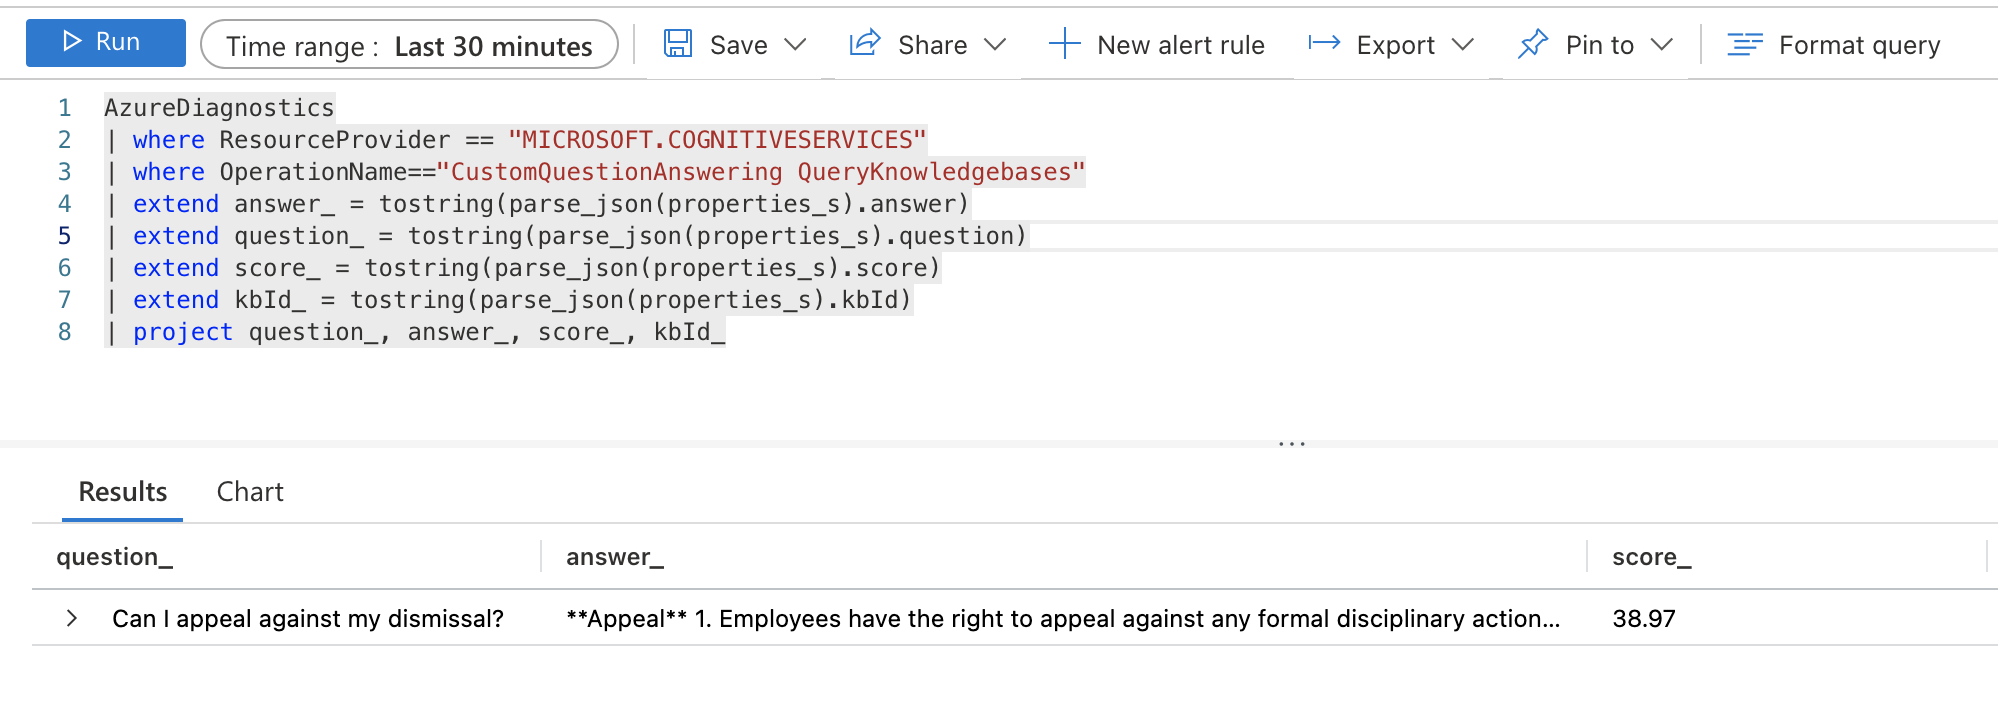 Run Time range : Last 30 minutes Save Share New alert rule Export Pin to Format query
1 AzureDiagnostics
2 | where ResourceProvider == "MICROSOFT.COGNITIVESERVICES"
3 | where OperationName=="CustomQuestionAnswering QueryKnowledgebases"
4 | extend answer_ = tostring(parse_json(properties_s).answer)
5 | extend question_ = tostring(parse_json(properties_s).question)
6 | extend score_ = tostring(parse_json(properties_s).score)
7 | extend kbId_ = tostring(parse_json(properties_s).kbId)
8 | project question_, answer_, score_, kbId_
...
Results Chart
question_ answer_ score_
Can I appeal against my dismissal? **Appeal** 1. Employees have the right to appeal against any formal disciplinary action... 38.97